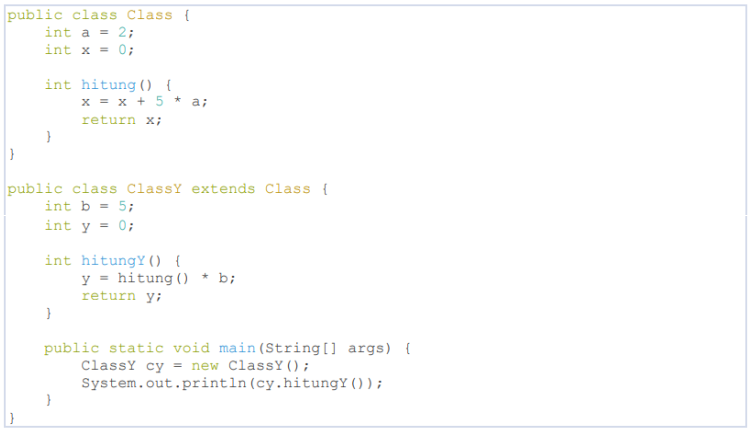 public class Class {
    int a = 2;
    int x = 0;

    int hitung() {
        x = x + 5 * a;
        return x;
    }
}

public class ClassY extends Class {
    int b = 5;
    int y = 0;

    int hitungY() {
        y = hitung() * b;
        return y;
    }

    public static void main(String[] args) {
        ClassY cy = new ClassY();
        System.out.println(cy.hitungY());
    }
}